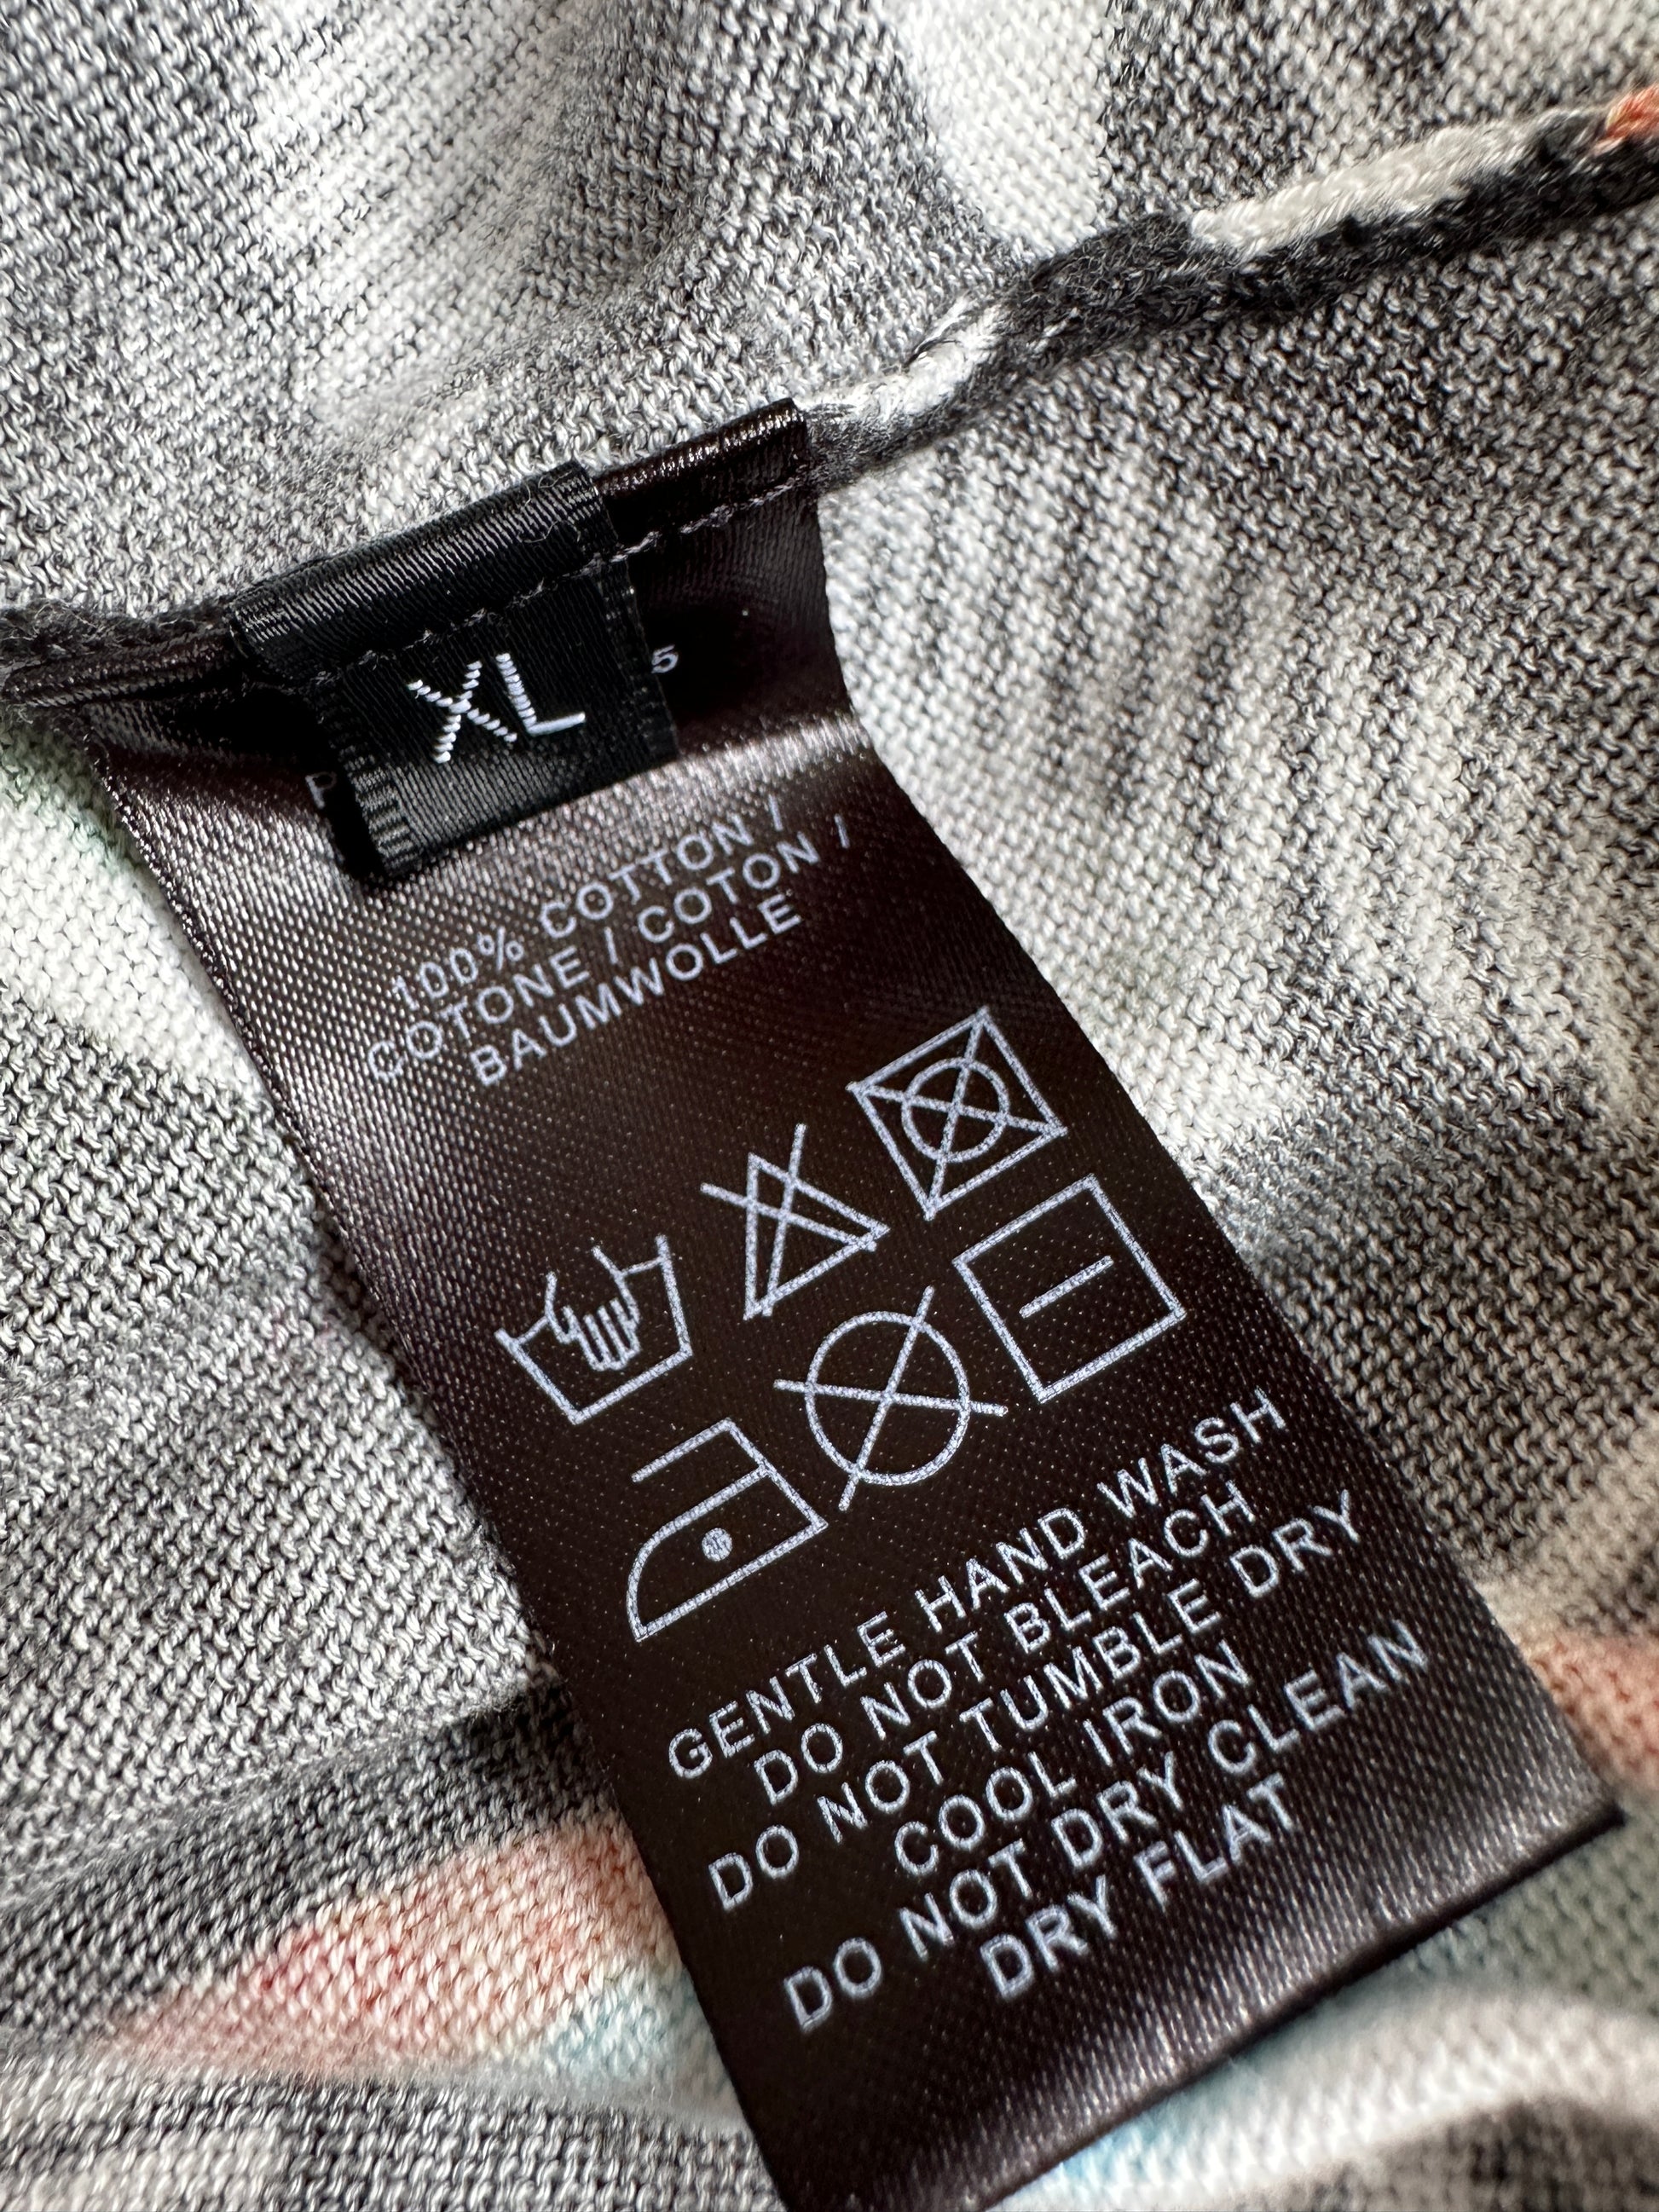 XL
5
P
100% COTTON /
COTONE / COTON /
BAUMWOLLE
GENTLE HAND WASH
DO NOT BLEACH
DO NOT TUMBLE DRY
COOL IRON
DO NOT DRY CLEAN
DRY FLAT